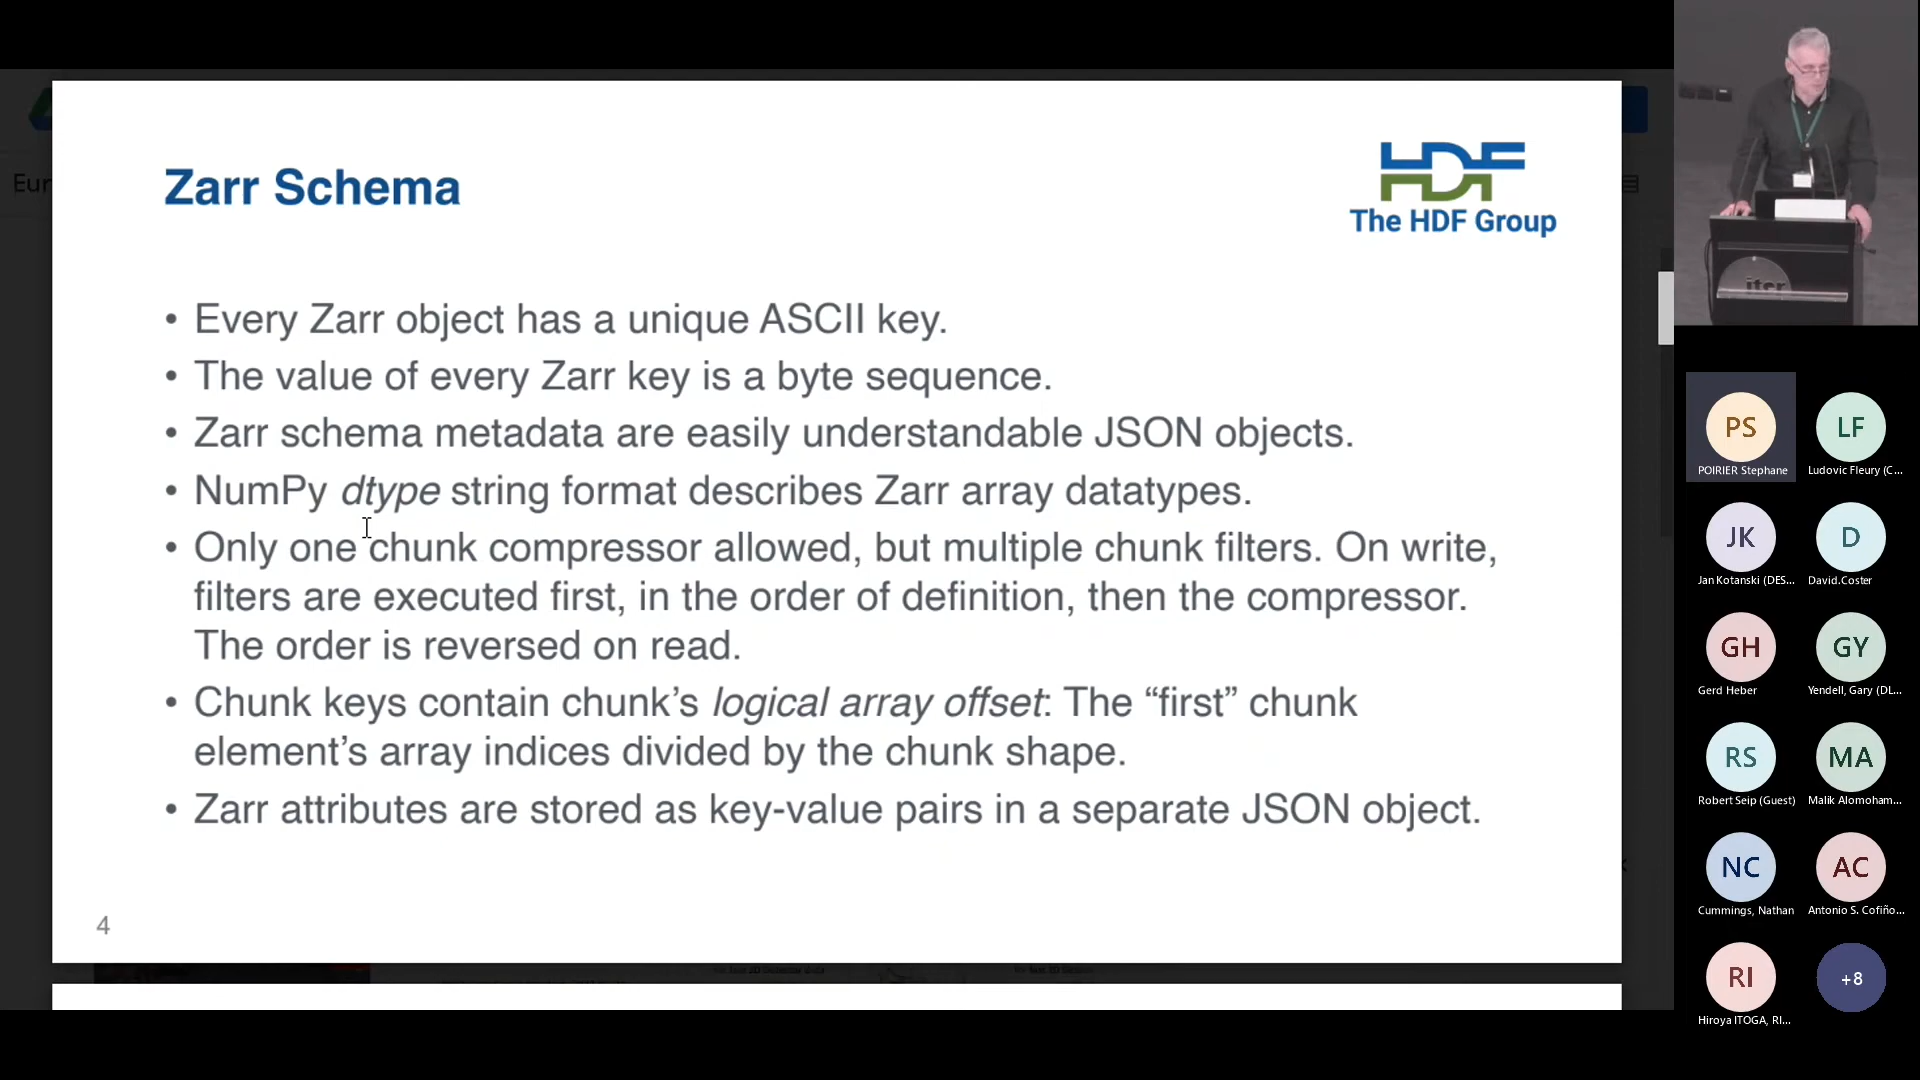 Zarr Schema
HDF
The HDF Group
• Every Zarr object has a unique ASCII key.
• The value of every Zarr key is a byte sequence.
• Zarr schema metadata are easily understandable JSON objects.
• NumPy dtype string format describes Zarr array datatypes.
• Only one chunk compressor allowed, but multiple chunk filters. On write,
filters are executed first, in the order of definition, then the compressor.
The order is reversed on read.
• Chunk keys contain chunk’s logical array offset: The “first” chunk
element’s array indices divided by the chunk shape.
• Zarr attributes are stored as key-value pairs in a separate JSON object.
4
Eur
iter
PS
POIRIER Stephane
LF
Ludovic Fleury (C...
JK
Jan Kotanski (DES...
D
David.Coster
GH
Gerd Heber
GY
Yendell, Gary (DL...
RS
Robert Seip (Guest)
MA
Malik Alomoham...
NC
Cummings, Nathan
AC
Antonio S. Cofiño...
RI
Hiroya ITOGA, RI...
+8